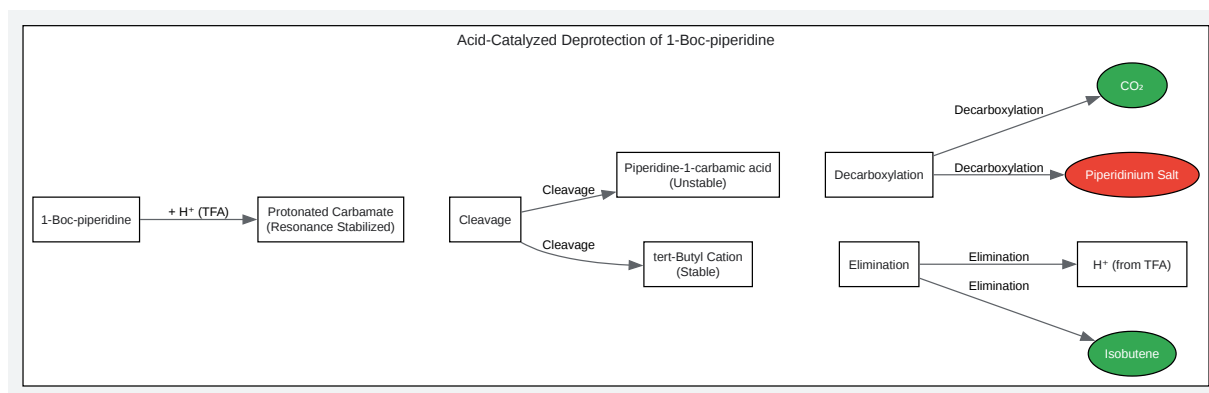 Acid-Catalyzed Deprotection of 1-Boc-piperidine
1-Boc-piperidine
+ H⁺ (TFA)
Protonated Carbamate
(Resonance Stabilized)
Cleavage
Cleavage
Cleavage
Piperidine-1-carbamic acid
(Unstable)
tert-Butyl Cation
(Stable)
Decarboxylation
Decarboxylation
Decarboxylation
CO₂
Piperidinium Salt
Elimination
Elimination
Elimination
H⁺ (from TFA)
Isobutene